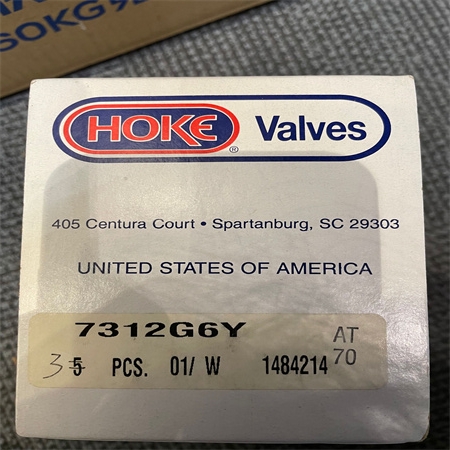 SOKG9
HOKE® Valves
405 Centura Court • Spartanburg, SC 29303
UNITED STATES OF AMERICA
7312G6Y AT
3 5 PCS. 01/ W 1484214 70